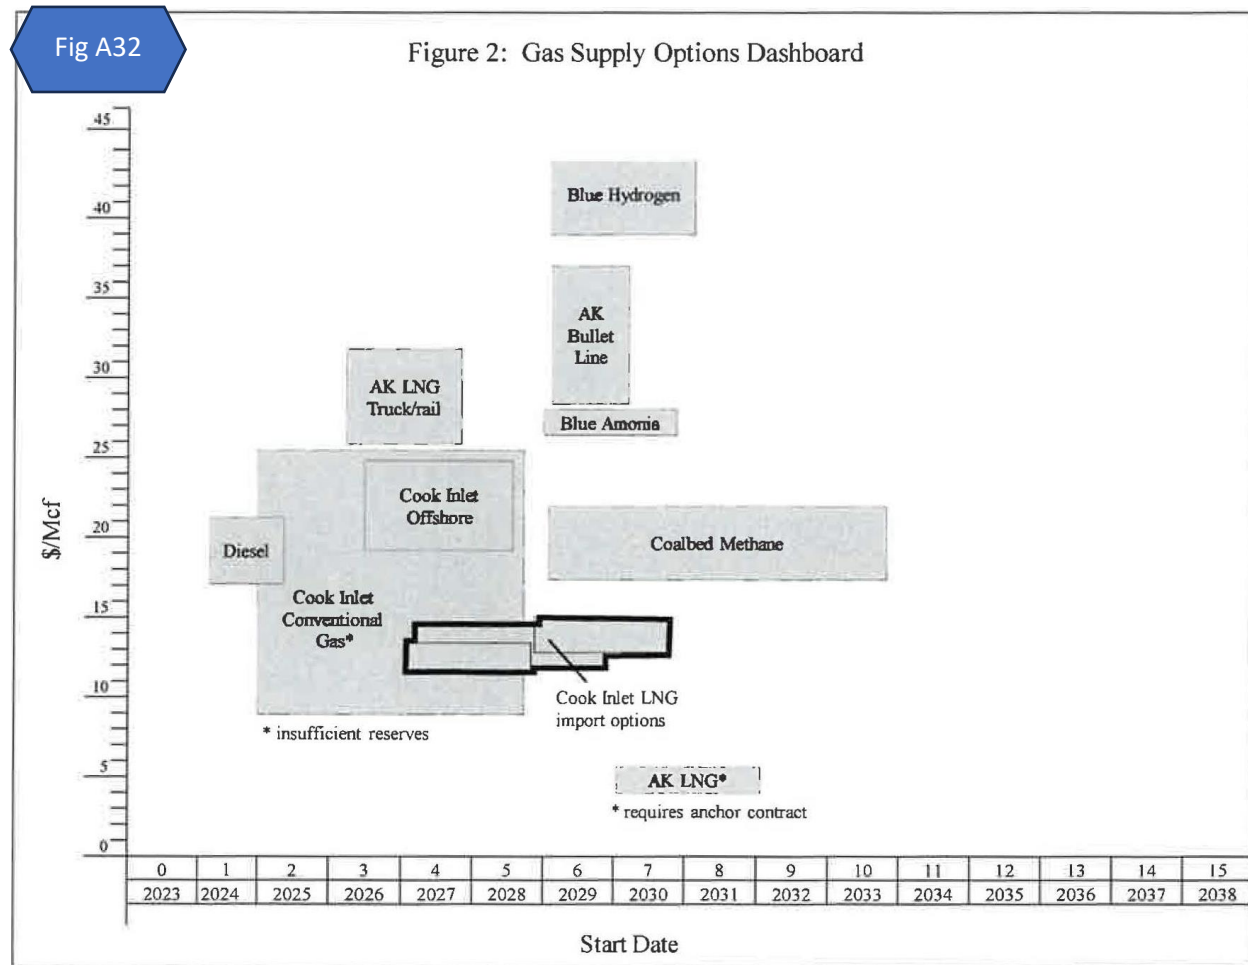 Fig A32
Figure 2: Gas Supply Options Dashboard
45
40
35
30
25
20
15
10
5
0
$/Mcf
Blue Hydrogen
AK
Bullet
Line
AK LNG
Truck/rail
Blue Amonia
Cook Inlet
Offshore
Diesel
Coalbed Methane
Cook Inlet
Conventional
Gas*
Cook Inlet LNG
import options
* insufficient reserves
AK LNG*
* requires anchor contract
0 1 2 3 4 5 6 7 8 9 10 11 12 13 14 15
2023 2024 2025 2026 2027 2028 2029 2030 2031 2032 2033 2034 2035 2036 2037 2038
Start Date